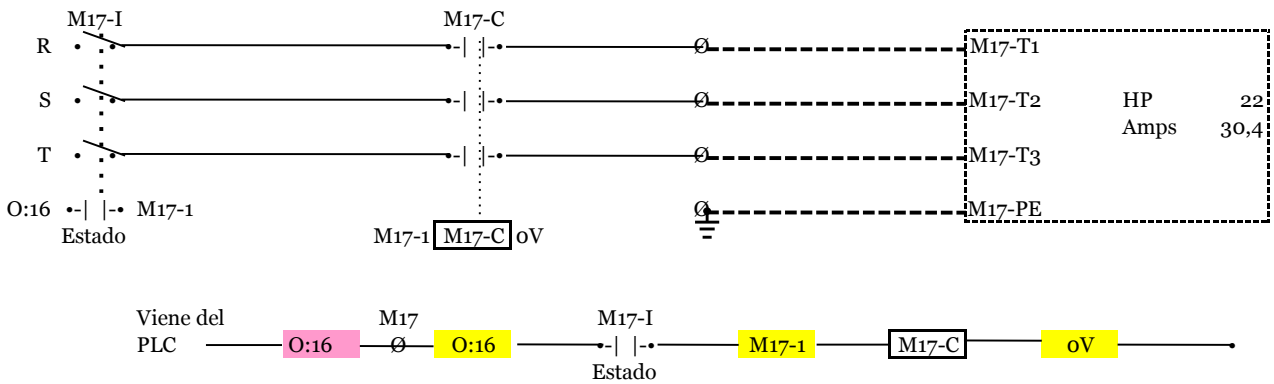 M17-I M17-C
R M17-T1
S M17-T2 HP 22
Amps 30,4
T M17-T3
O:16 M17-1 M17-PE
Estado M17-1 M17-C 0V
Viene del M17 M17-I
PLC O:16 Ø O:16 M17-1 M17-C 0V
Estado